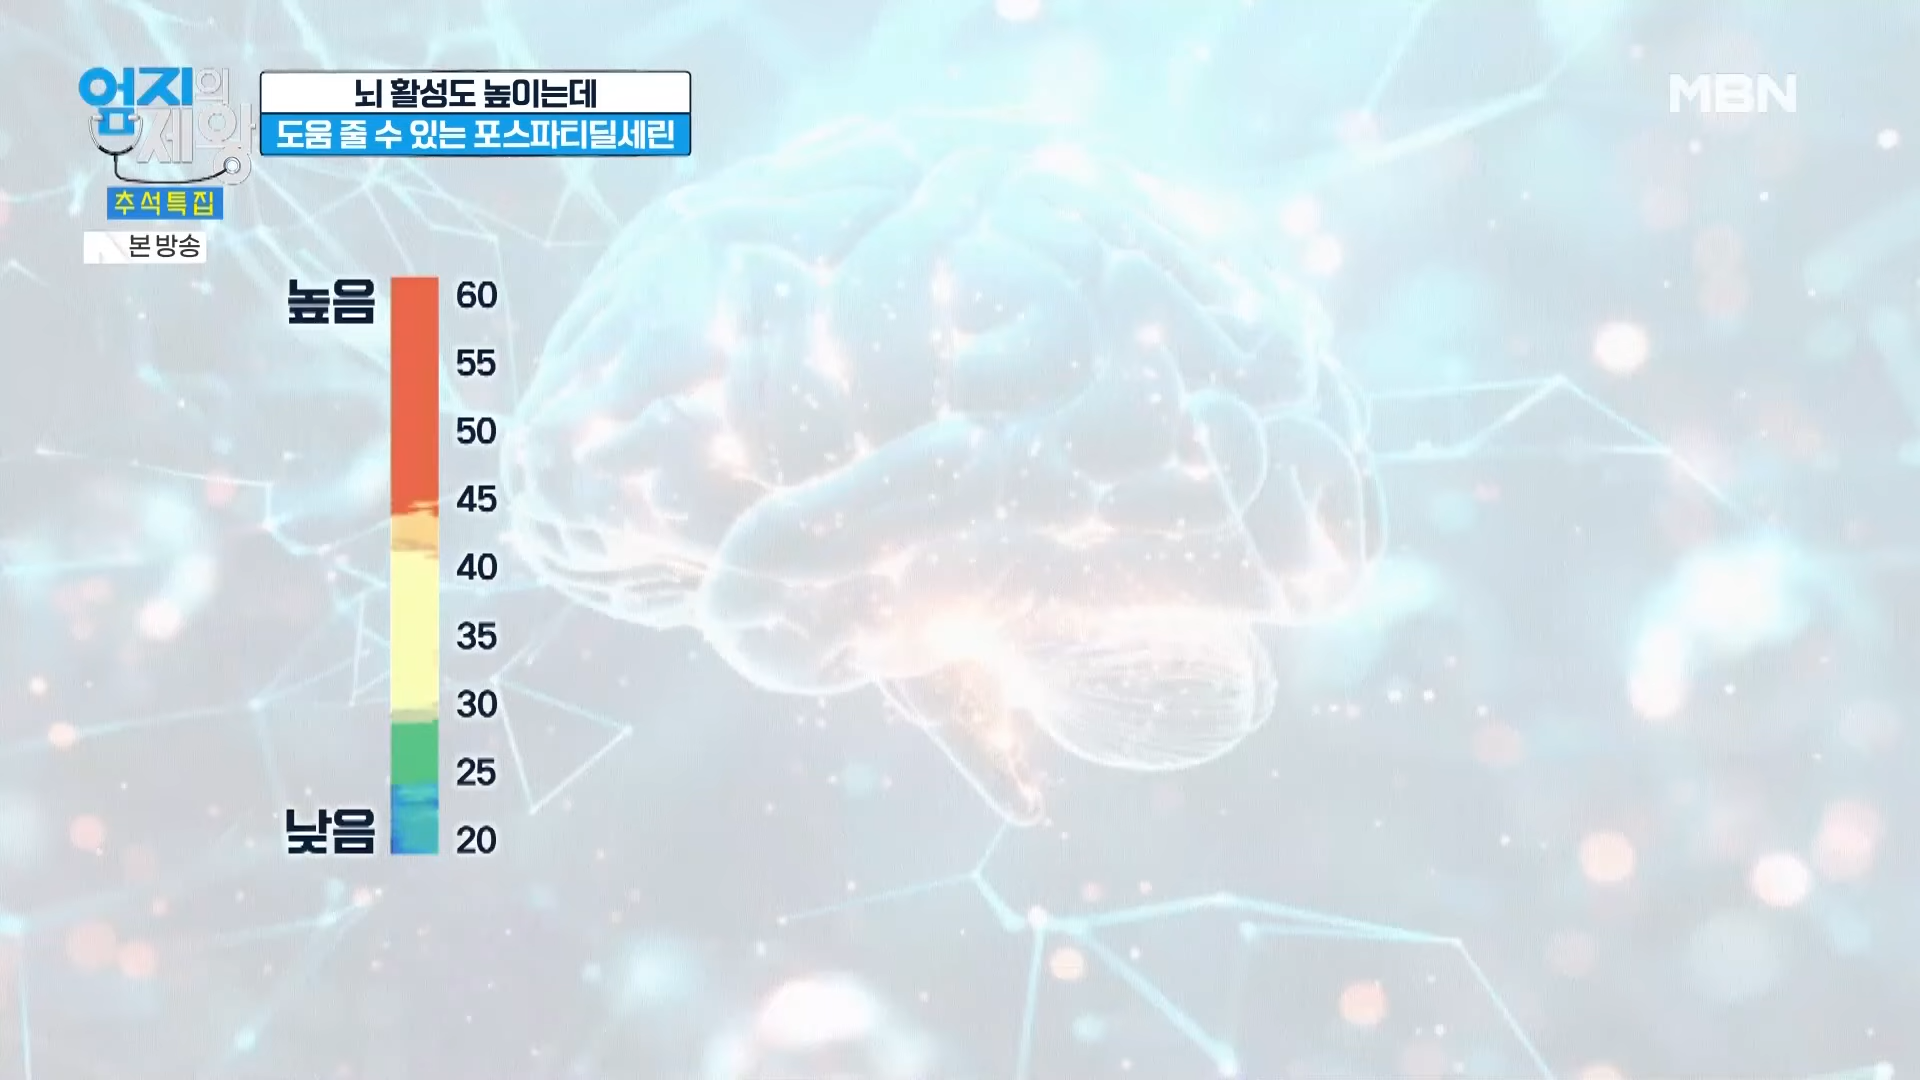 엄지의
제왕
추석특집
본방송
뇌 활성도 높이는데
도움 줄 수 있는 포스파티딜세린
MBN
높음
60
55
50
45
40
35
30
25
낮음
20